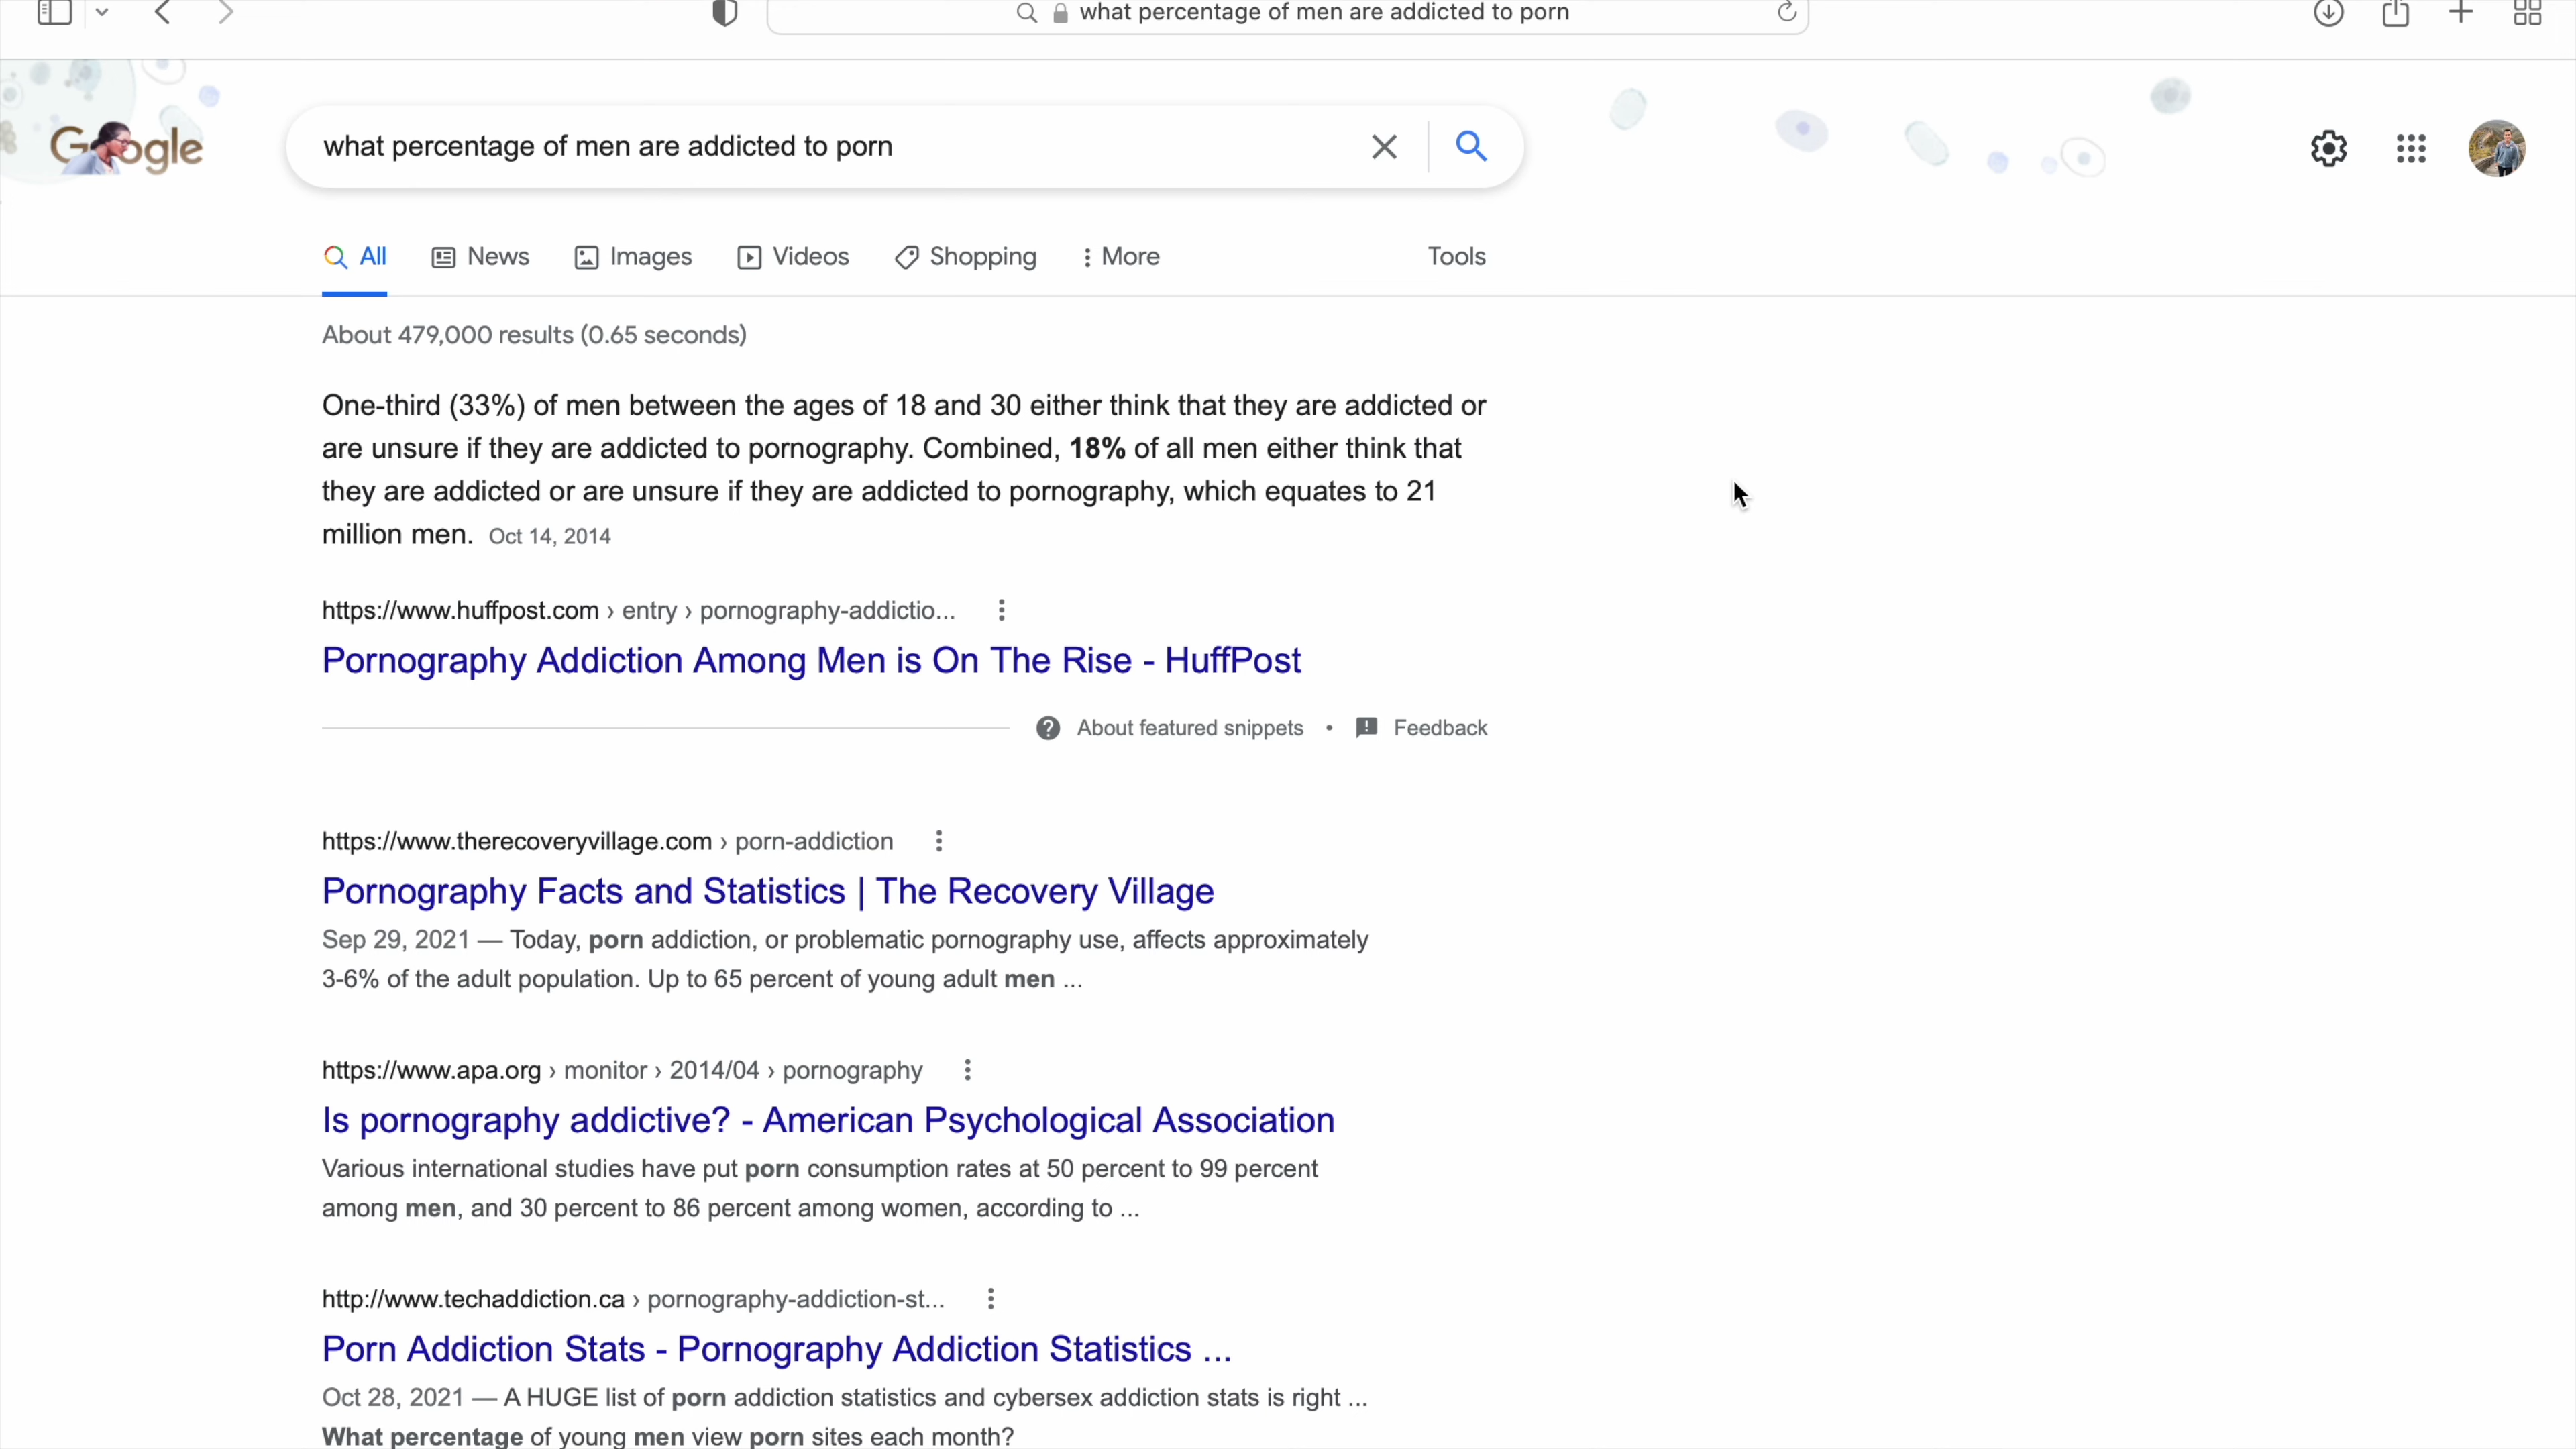 what percentage of men are addicted to porn
Google
what percentage of men are addicted to porn
All News Images Videos Shopping More Tools
About 479,000 results (0.65 seconds)
One-third (33%) of men between the ages of 18 and 30 either think that they are addicted or
are unsure if they are addicted to pornography. Combined, 18% of all men either think that
they are addicted or are unsure if they are addicted to pornography, which equates to 21
million men. Oct 14, 2014
https://www.huffpost.com › entry › pornography-addictio...
Pornography Addiction Among Men is On The Rise - HuffPost
About featured snippets • Feedback
https://www.therecoveryvillage.com › porn-addiction
Pornography Facts and Statistics | The Recovery Village
Sep 29, 2021 — Today, porn addiction, or problematic pornography use, affects approximately
3-6% of the adult population. Up to 65 percent of young adult men ...
https://www.apa.org › monitor › 2014/04 › pornography
Is pornography addictive? - American Psychological Association
Various international studies have put porn consumption rates at 50 percent to 99 percent
among men, and 30 percent to 86 percent among women, according to ...
http://www.techaddiction.ca › pornography-addiction-st...
Porn Addiction Stats - Pornography Addiction Statistics ...
Oct 28, 2021 — A HUGE list of porn addiction statistics and cybersex addiction stats is right ...
What percentage of young men view porn sites each month?